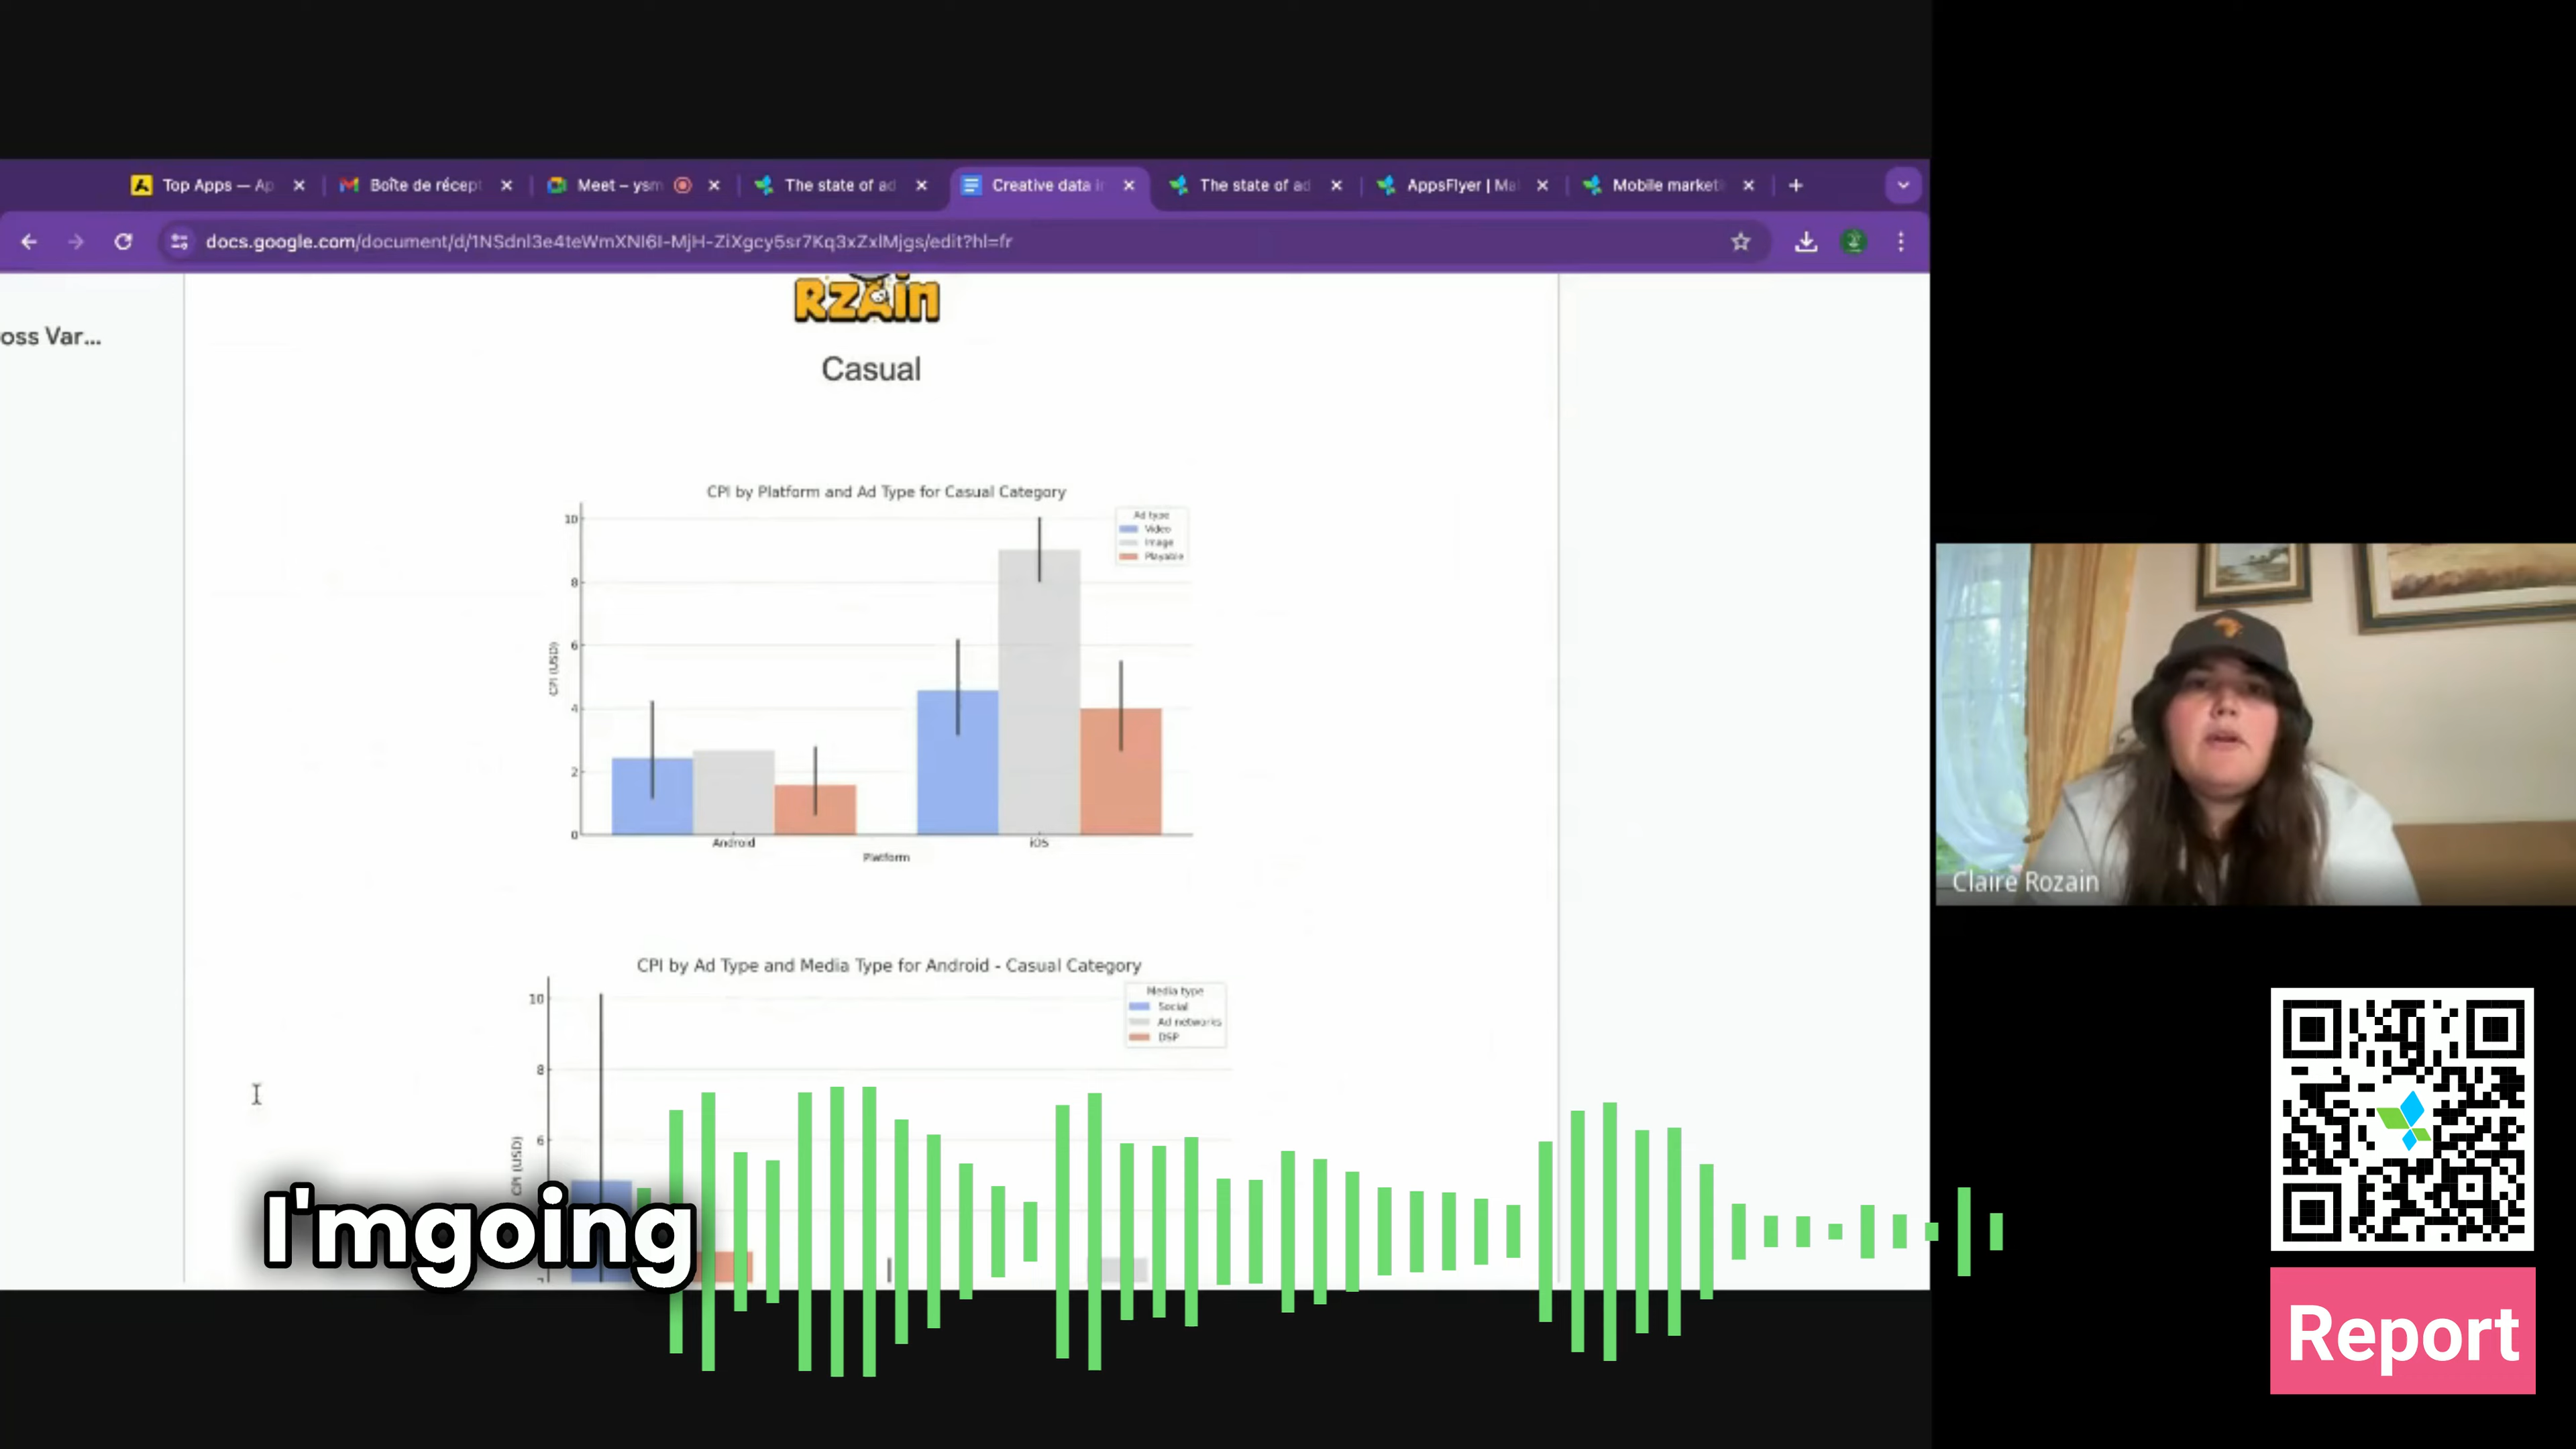 Top Apps — Ap
Boîte de récept
Meet – ysm
The state of ad
Creative data in
The state of ad
AppsFlyer | Ma
Mobile market
docs.google.com/document/d/1NSdnl3e4teWmXNl6I-MjH-ZiXgcy5sr7Kq3xZxlMjgs/edit?hl=fr
oss Var...
RZAin
Casual
CPI by Platform and Ad Type for Casual Category
Ad type
Video
Image
Playable
10
8
6
4
2
0
CPI (USD)
Android
iOS
Platform
Claire Rozain
CPI by Ad Type and Media Type for Android - Casual Category
Media type
Social
Ad networks
DSP
10
8
6
CPI (USD)
I'mgoing
Report